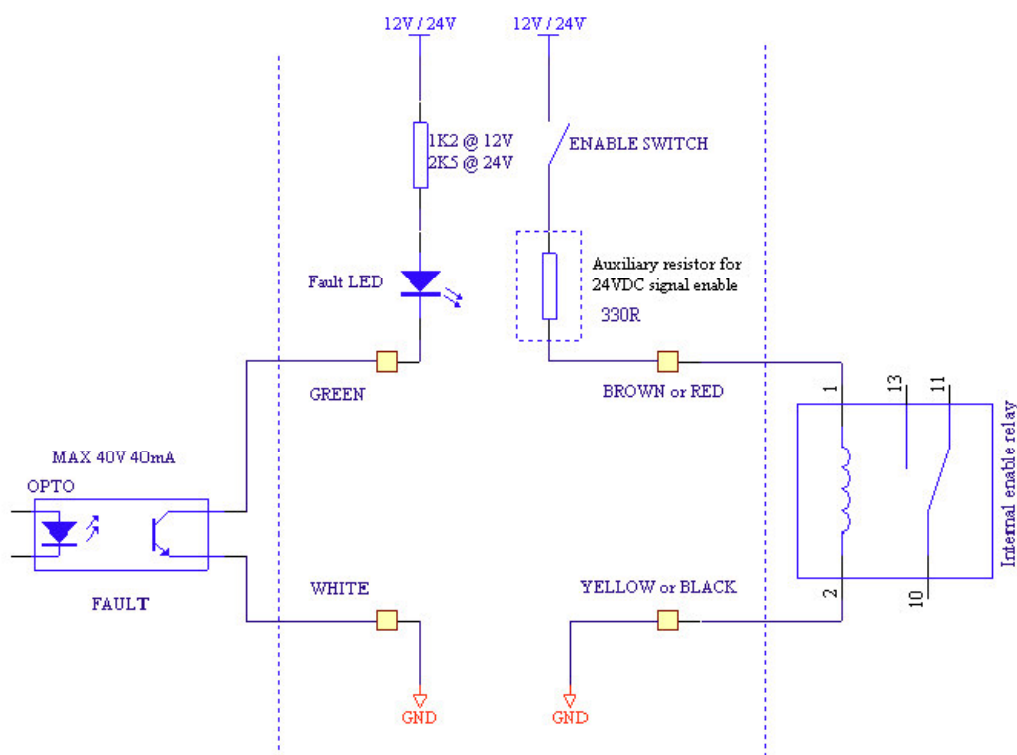 12V / 24V
12V / 24V
1K2 @ 12V
2K5 @ 24V
ENABLE SWITCH
Fault LED
Auxiliary resistor for
24VDC signal enable
330R
GREEN
BROWN or RED
1
13
11
Internal enable relay
MAX 40V 40mA
OPTO
FAULT
WHITE
YELLOW or BLACK
2
10
GND
GND